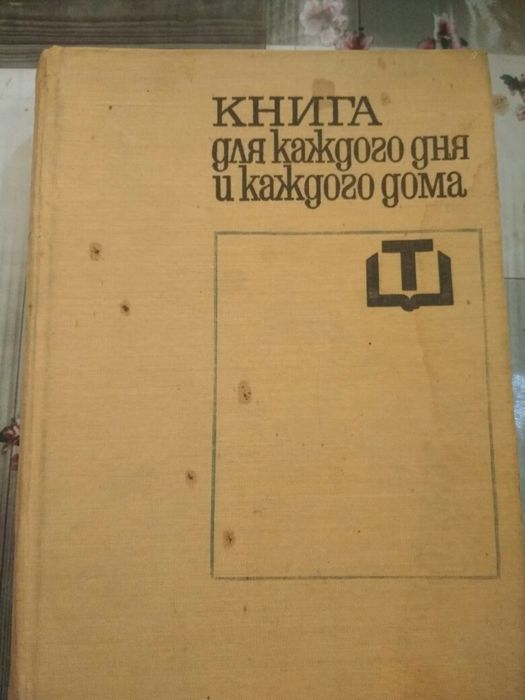 КНИГА
для каждого дня
и каждого дома
Т